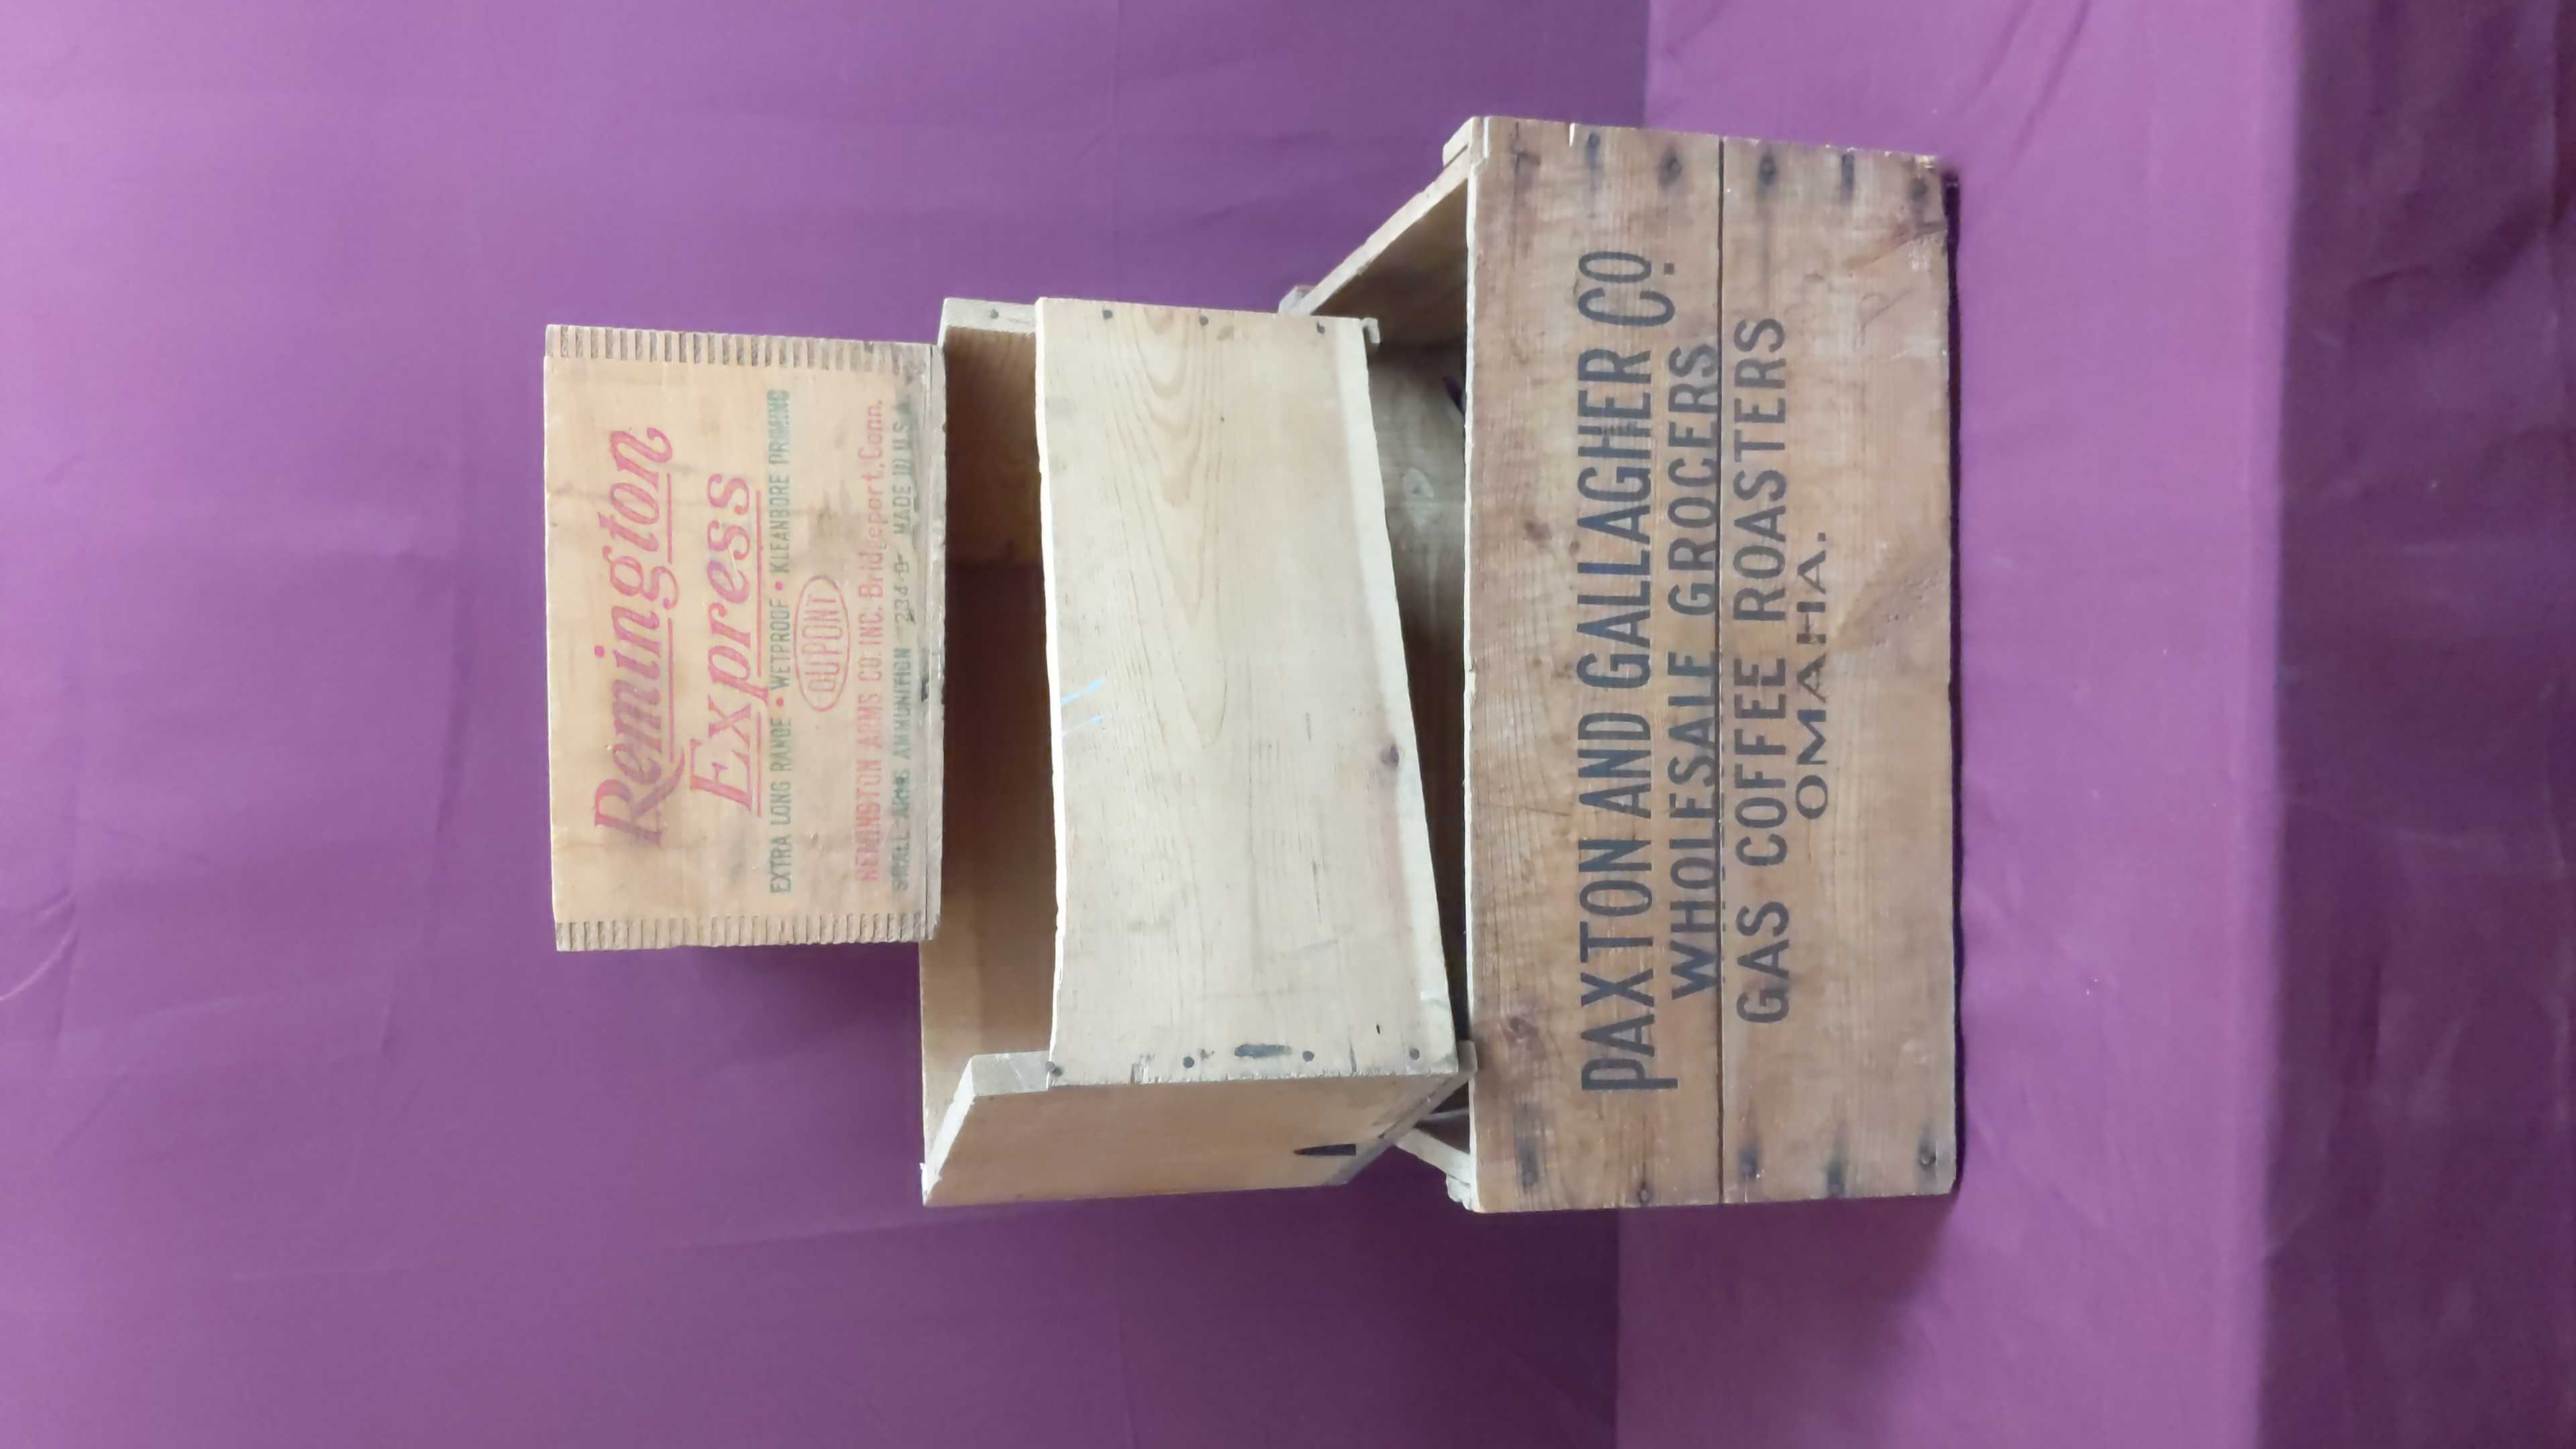 Remington
Express
EXTRA LONG RANGE • WETPROOF • KLEANBORE PRIMING
DUPONT
REMINGTON ARMS CO. INC. Bridgeport, Conn.
SMALL ARMS AMMUNITION 234-D- MADE IN U.S.A.
PAXTON AND GALLAGHER CO.
WHOLESALE GROCERS
GAS COFFEE ROASTERS
OMAHA.